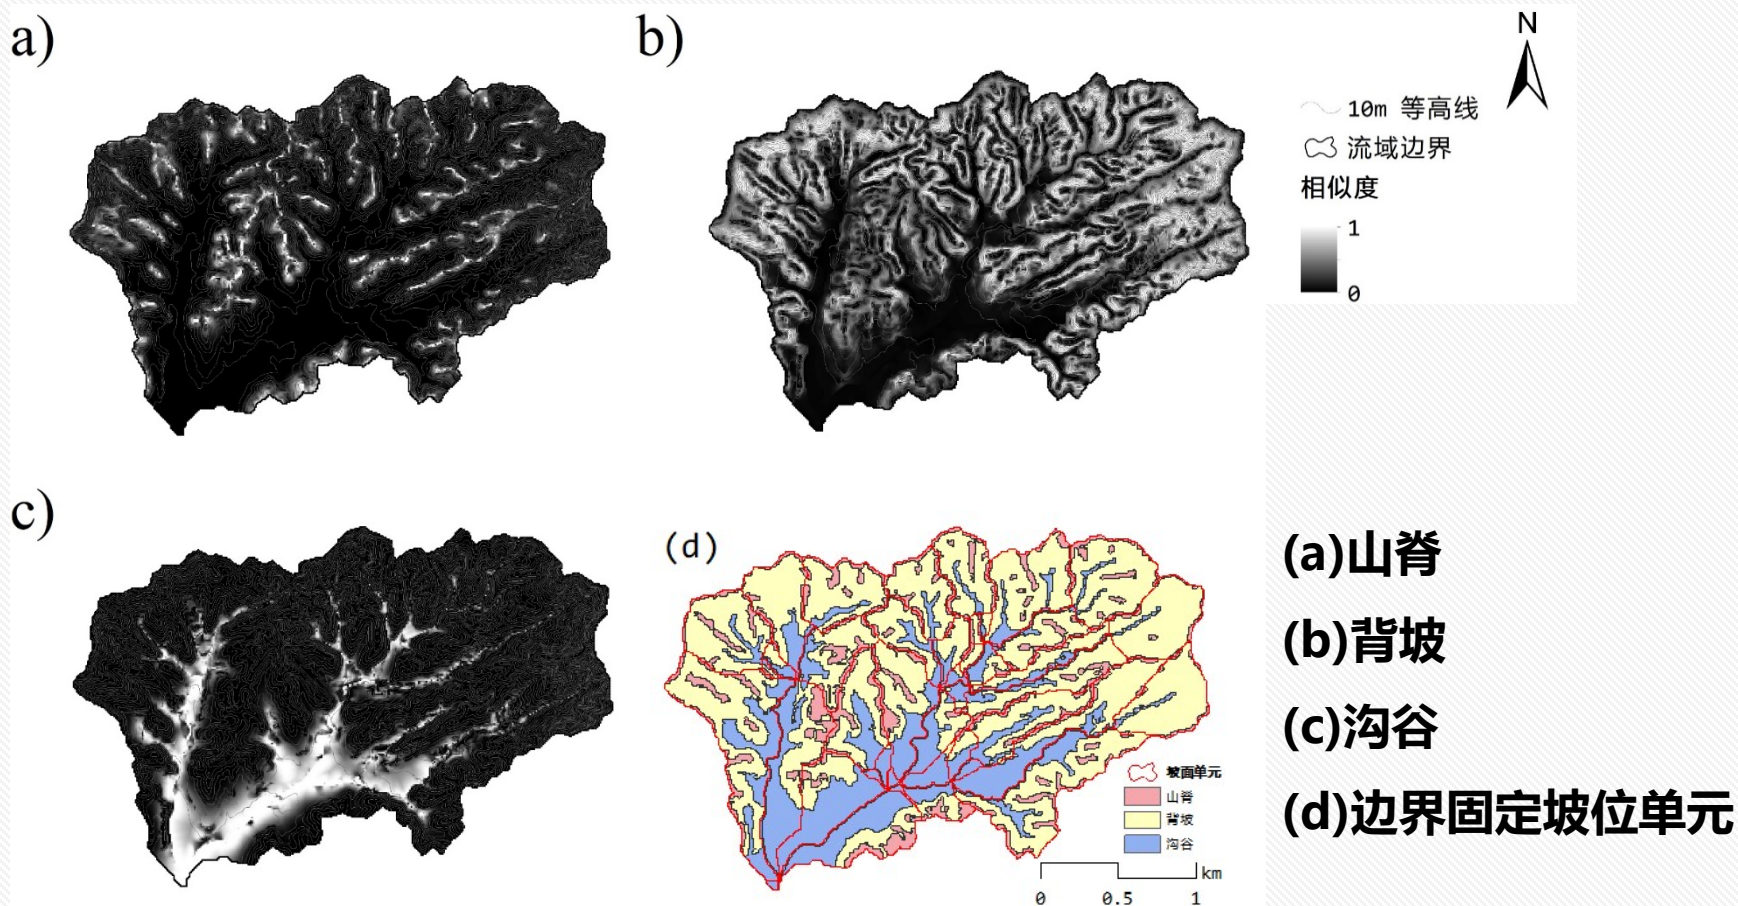 a)
b)
N
10m 等高线
流域边界
相似度
1
0
c)
(d)
坡面单元
山脊
背坡
沟谷
km
0 0.5 1
(a)山脊
(b)背坡
(c)沟谷
(d)边界固定坡位单元